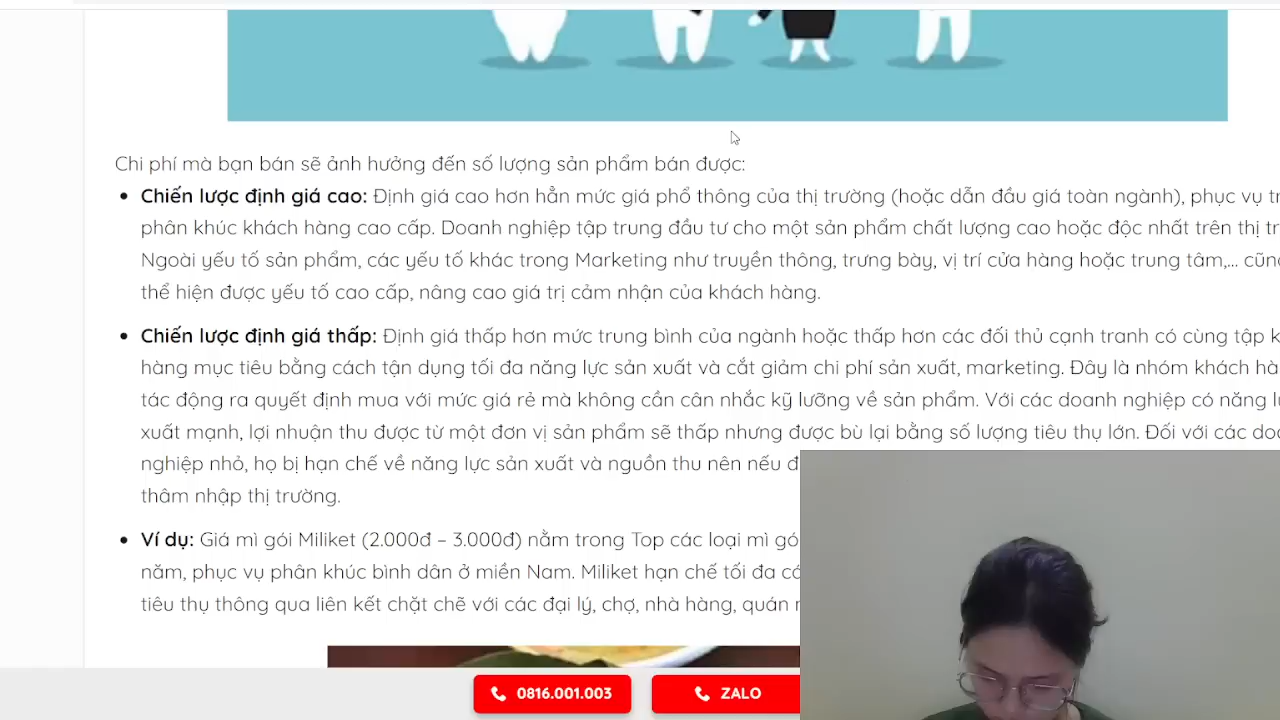 Chi phí mà bạn bán sẽ ảnh hưởng đến số lượng sản phẩm bán được:
Chiến lược định giá cao: Định giá cao hơn hẳn mức giá phổ thông của thị trường (hoặc dẫn đầu giá toàn ngành), phục vụ
phân khúc khách hàng cao cấp. Doanh nghiệp tập trung đầu tư cho một sản phẩm chất lượng cao hoặc độc nhất trên thị
Ngoài yếu tố sản phẩm, các yếu tố khác trong Marketing như truyền thông, trưng bày, vị trí cửa hàng hoặc trung tâm,...
thể hiện được yếu tố cao cấp, nâng cao giá trị cảm nhận của khách hàng.
Chiến lược định giá thấp: Định giá thấp hơn mức trung bình của ngành hoặc thấp hơn các đối thủ cạnh tranh có cùng tập
hàng mục tiêu bằng cách tận dụng tối đa năng lực sản xuất và cắt giảm chi phí sản xuất, marketing. Đây là nhóm khách
tác động ra quyết định mua với mức giá rẻ mà không cần cân nhắc kỹ lưỡng về sản phẩm. Với các doanh nghiệp có năng
xuất mạnh, lợi nhuận thu được từ một đơn vị sản phẩm sẽ thấp nhưng được bù lại bằng số lượng tiêu thụ lớn. Đối với các
nghiệp nhỏ, họ bị hạn chế về năng lực sản xuất và nguồn thu nên nếu
thâm nhập thị trường.
Ví dụ: Giá mì gói Miliket (2.000đ – 3.000đ) nằm trong Top các loại mì
năm, phục vụ phân khúc bình dân ở miền Nam. Miliket hạn chế tối đa
tiêu thụ thông qua liên kết chặt chẽ với các đại lý, chợ, nhà hàng, quán
0816.001.003
ZALO